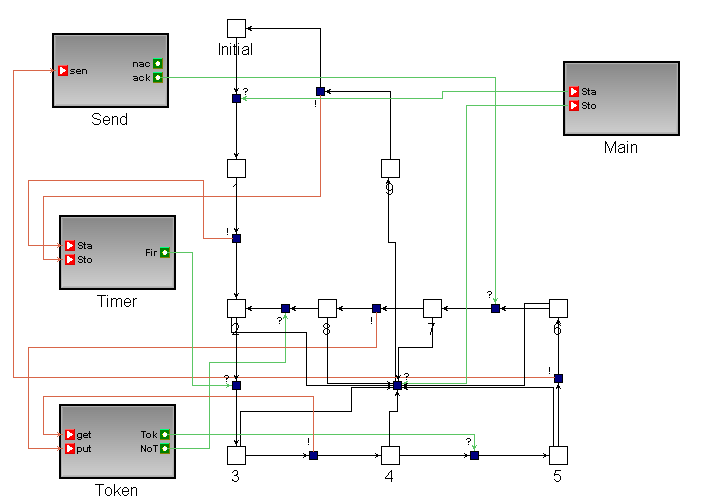 Initial
nac
sen
ack
?
!
Sta
Sto
Send
Main
1
9
!
Sta
Sto
Fir
Timer
?
?
!
2
8
7
6
?
?
!
get
put
Tok
NoT
!
?
Token
3
4
5